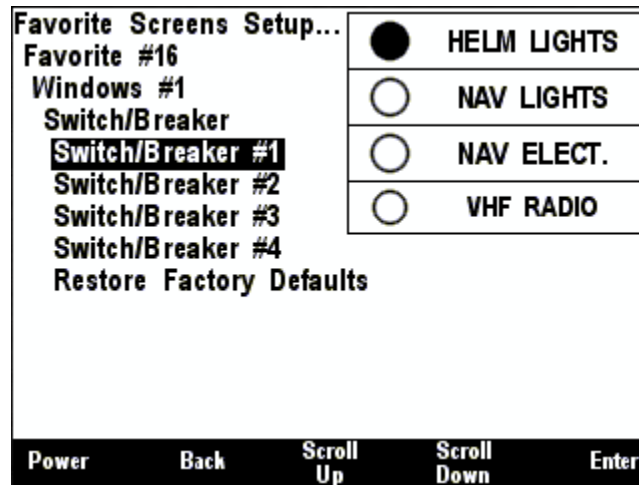 Favorite Screens Setup...
Favorite #16
Windows #1
Switch/Breaker
Switch/Breaker #1
Switch/Breaker #2
Switch/Breaker #3
Switch/Breaker #4
Restore Factory Defaults
HELM LIGHTS
NAV LIGHTS
NAV ELECT.
VHF RADIO
Power
Back
Scroll
Up
Scroll
Down
Enter